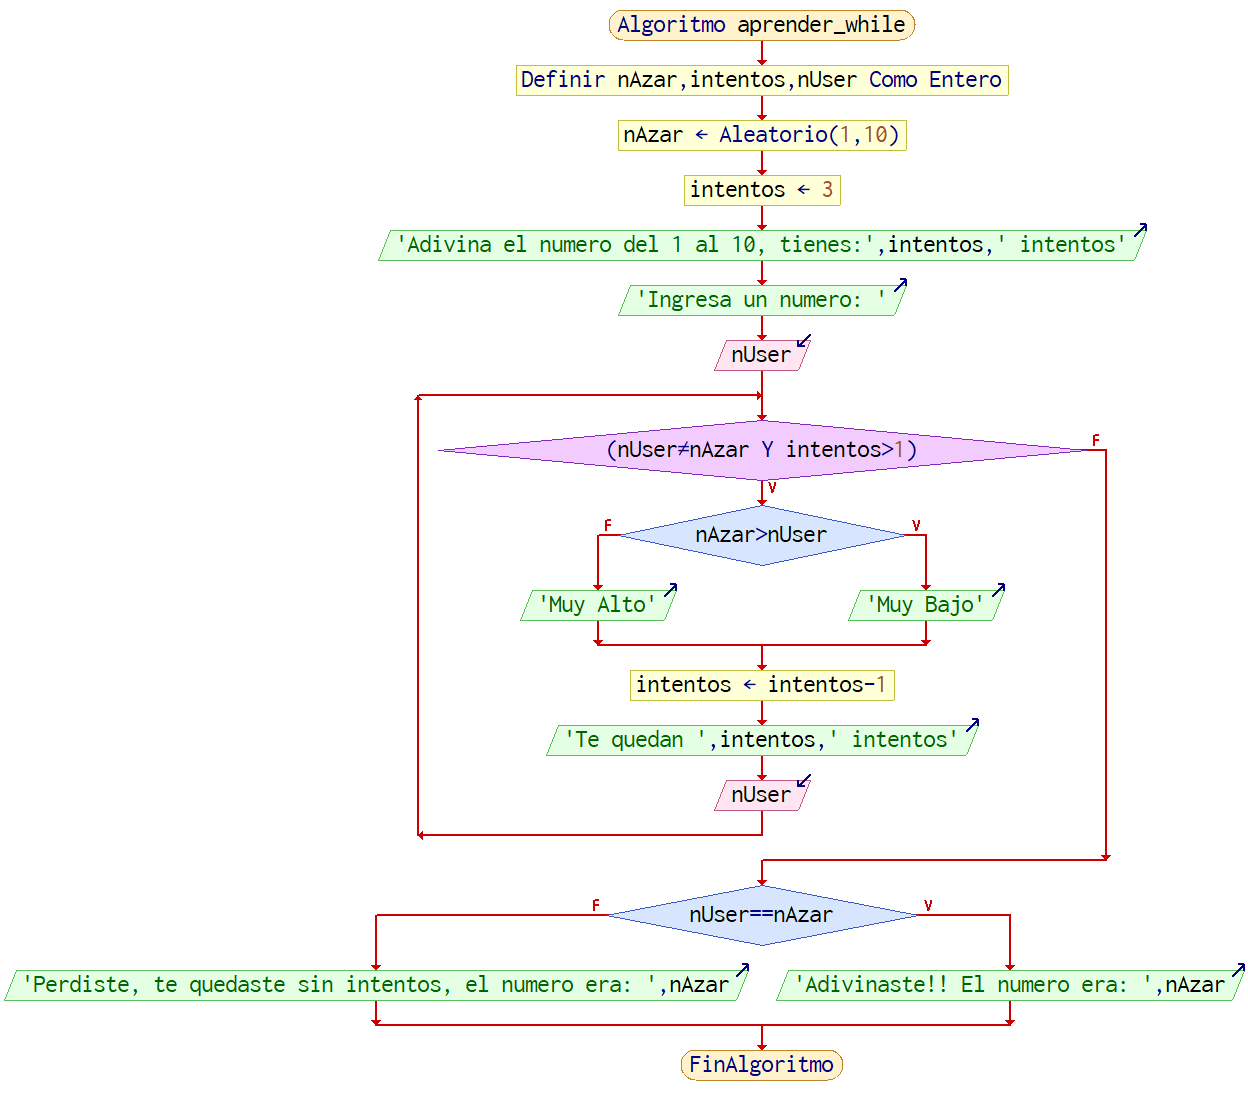 Algoritmo aprender_while
Definir nAzar,intentos,nUser Como Entero
nAzar ← Aleatorio(1,10)
intentos ← 3
'Adivina el numero del 1 al 10, tienes:',intentos,' intentos'
'Ingresa un numero: '
nUser
(nUser≠nAzar Y intentos>1)
F
V
nAzar>nUser
F
V
'Muy Alto'
'Muy Bajo'
intentos ← intentos-1
'Te quedan ',intentos,' intentos'
nUser
nUser==nAzar
F
V
'Perdiste, te quedaste sin intentos, el numero era: ',nAzar
'Adivinaste!! El numero era: ',nAzar
FinAlgoritmo